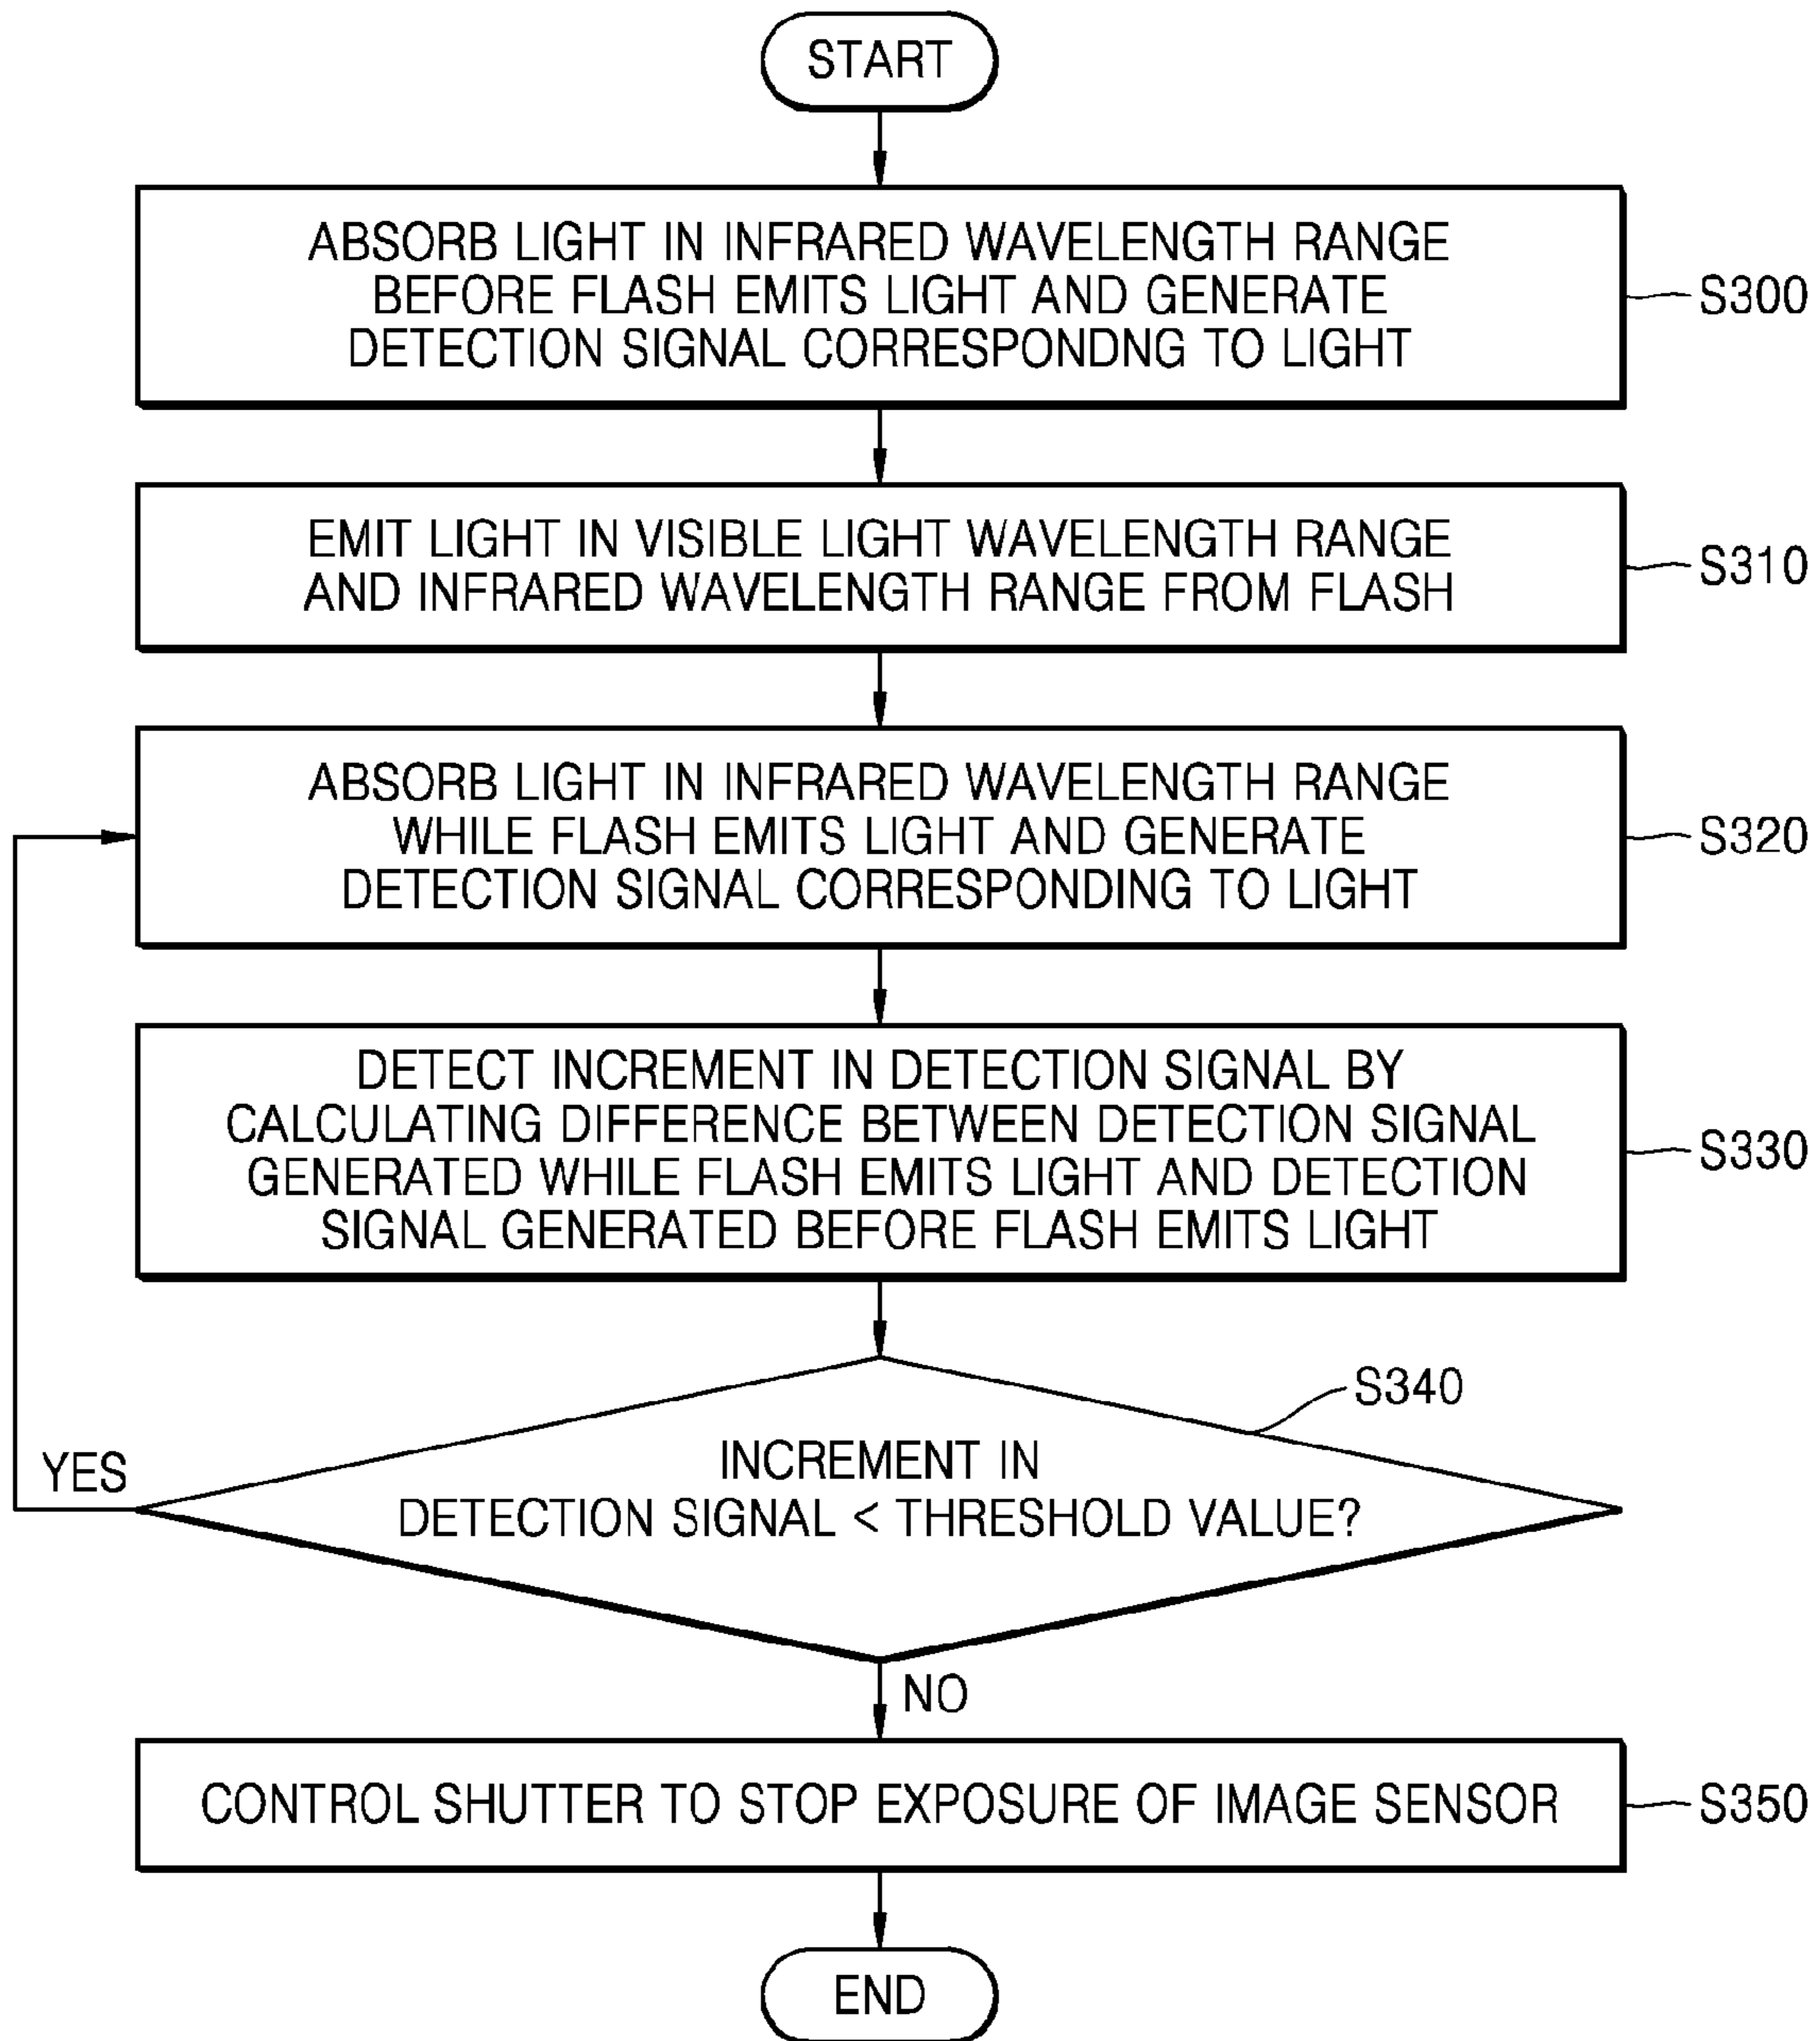 START
ABSORB LIGHT IN INFRARED WAVELENGTH RANGE
BEFORE FLASH EMITS LIGHT AND GENERATE
DETECTION SIGNAL CORRESPONDNG TO LIGHT
S300
EMIT LIGHT IN VISIBLE LIGHT WAVELENGTH RANGE
AND INFRARED WAVELENGTH RANGE FROM FLASH
S310
ABSORB LIGHT IN INFRARED WAVELENGTH RANGE
WHILE FLASH EMITS LIGHT AND GENERATE
DETECTION SIGNAL CORRESPONDING TO LIGHT
S320
DETECT INCREMENT IN DETECTION SIGNAL BY
CALCULATING DIFFERENCE BETWEEN DETECTION SIGNAL
GENERATED WHILE FLASH EMITS LIGHT AND DETECTION
SIGNAL GENERATED BEFORE FLASH EMITS LIGHT
S330
S340
INCREMENT IN
DETECTION SIGNAL < THRESHOLD VALUE?
YES
NO
CONTROL SHUTTER TO STOP EXPOSURE OF IMAGE SENSOR
S350
END